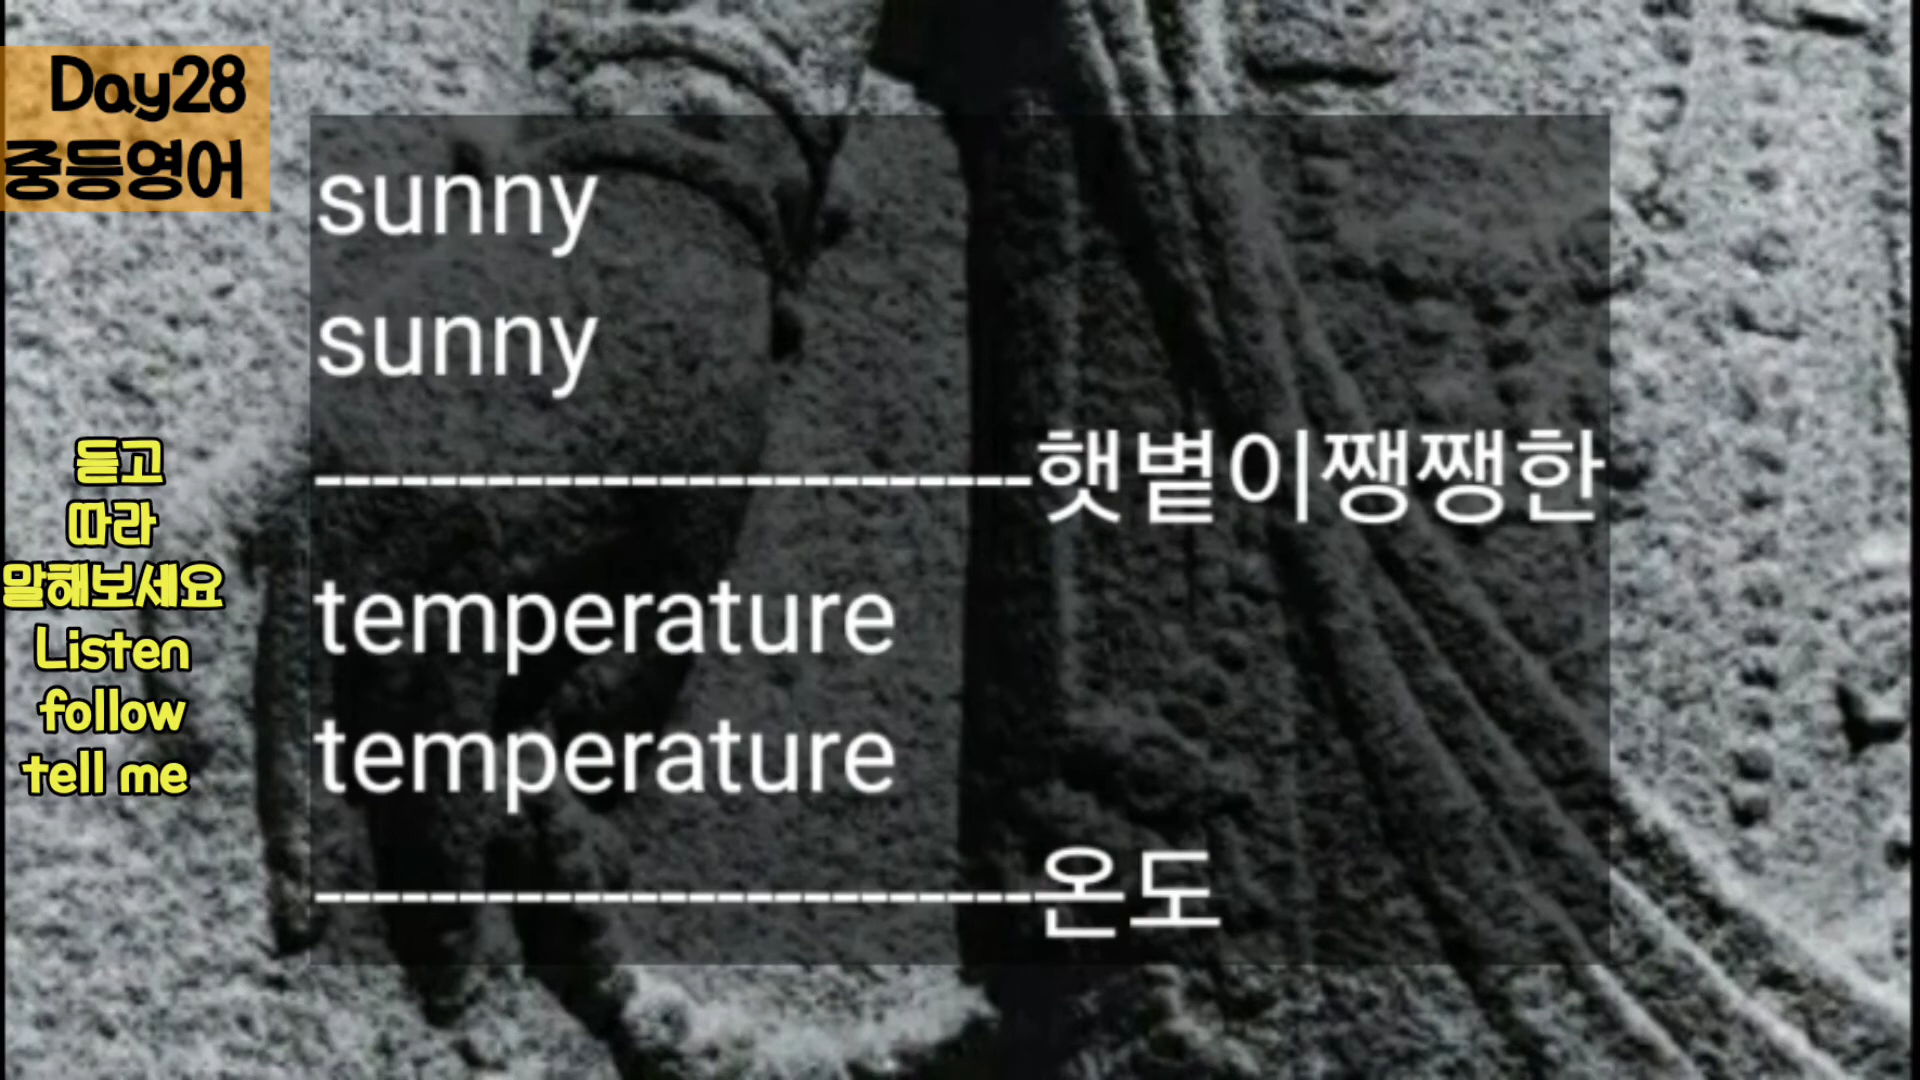 Day28
중등영어
sunny
sunny
-------------------------햇볕이쨍쨍한
temperature
temperature
-------------------------온도
듣고
따라
말해보세요
Listen
follow
tell me